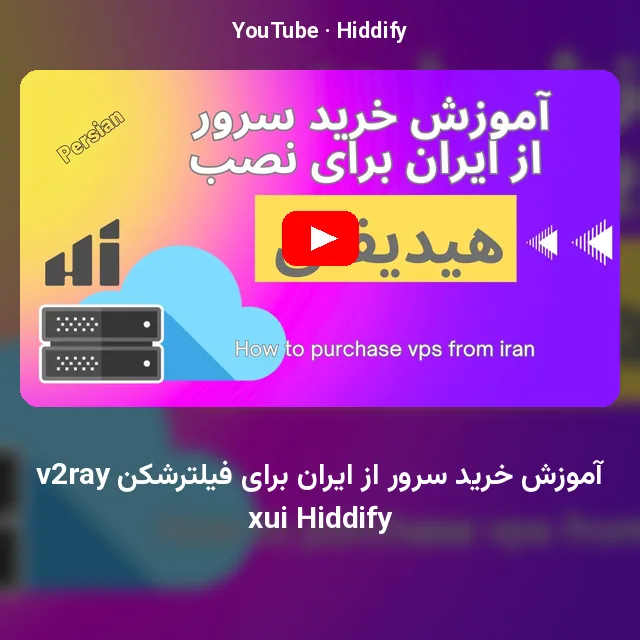 YouTube · Hiddify
Persian
آموزش خرید سرور
از ایران برای نصب
هیدیفای
Hi
How to purchase vps from iran
آموزش خرید سرور از ایران برای فیلترشکن v2ray
xui Hiddify